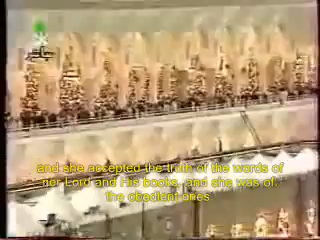 and she accepted the truth of the words of
her Lord and His books, and she was of
the obedient ones